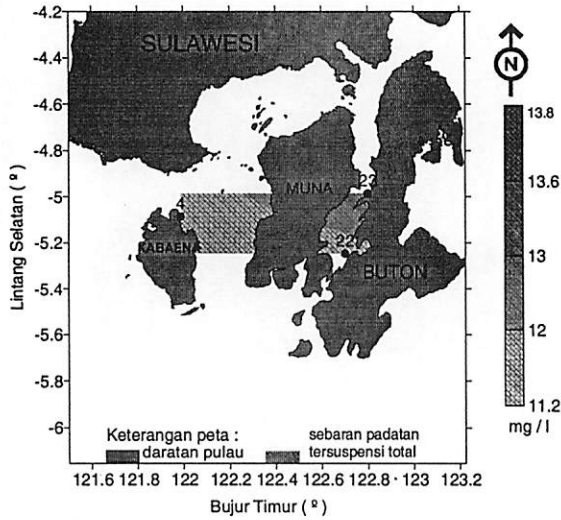 -4.2
-4.4
-4.6
-4.8
-5
-5.2
-5.4
-5.6
-5.8
-6
Lintang Selatan ( º )
SULAWESI
MUNA
KABAENA
BUTON
4
23
22
N
13.8
13.6
13
12
11.2
mg / l
Keterangan peta :
daratan pulau
sebaran padatan
tersuspensi total
121.6 121.8 122 122.2 122.4 122.6 122.8 123 123.2
Bujur Timur ( º )